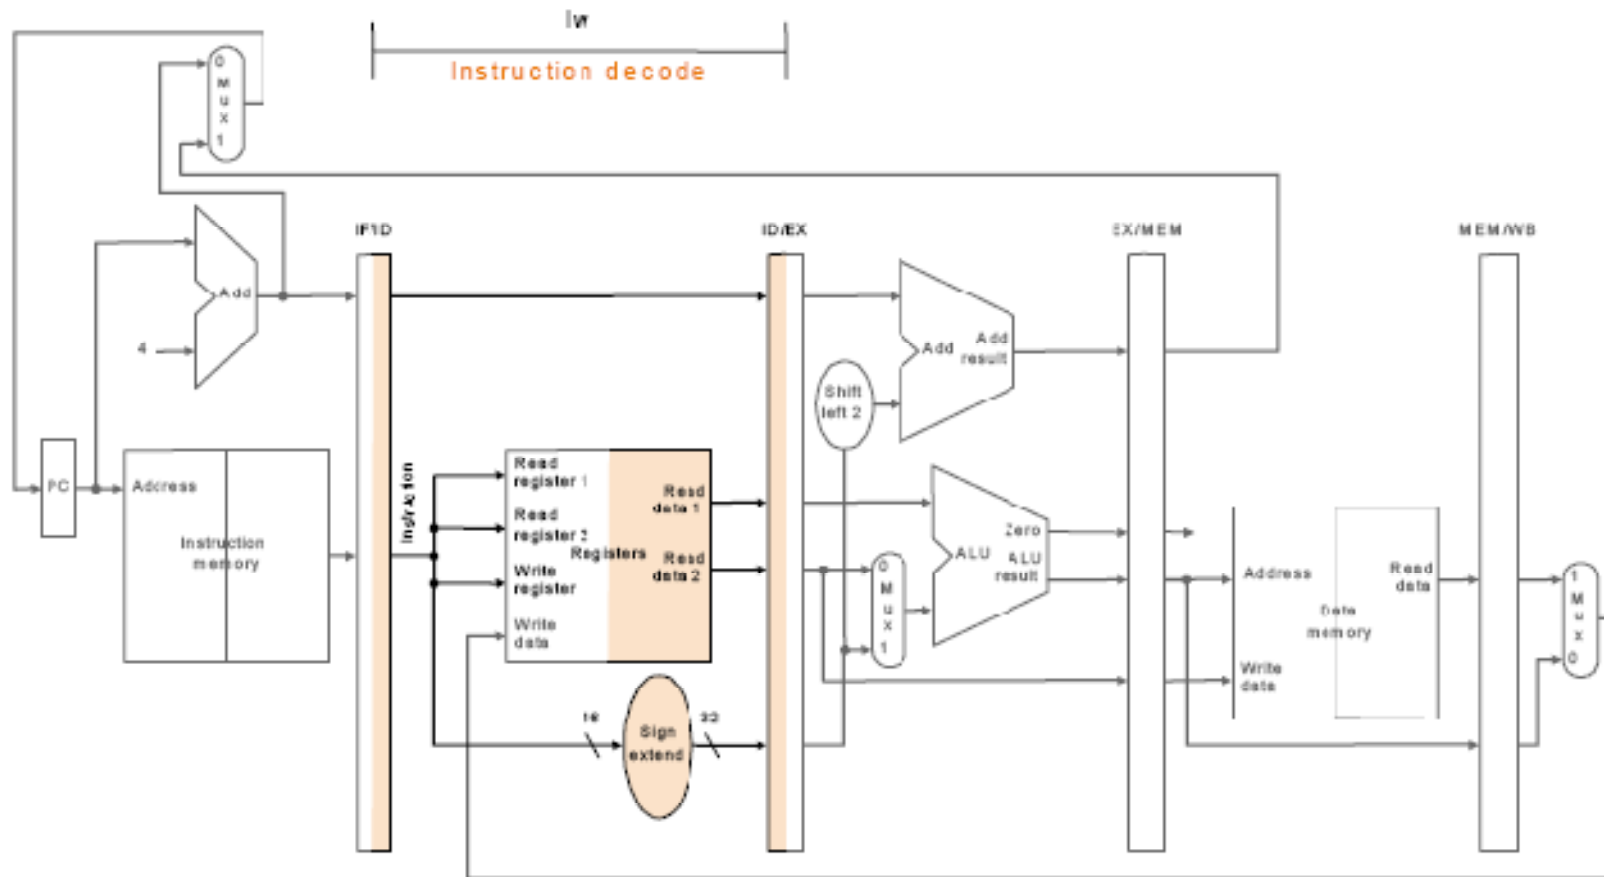 lw
Instruction decode
0
M
u
x
1
IF/ID
ID/EX
EX/MEM
MEM/WB
Add
4
Add
Add
result
Shift
left 2
PC
Address
Instruction
memory
Instruction
Read
register 1
Read
register 2
Registers
Write
register
Write
data
Read
data 1
Read
data 2
16
Sign
extend
32
0
M
u
x
1
Zero
ALU
ALU
result
Address
Write
data
Read
data
Data
memory
1
M
u
x
0